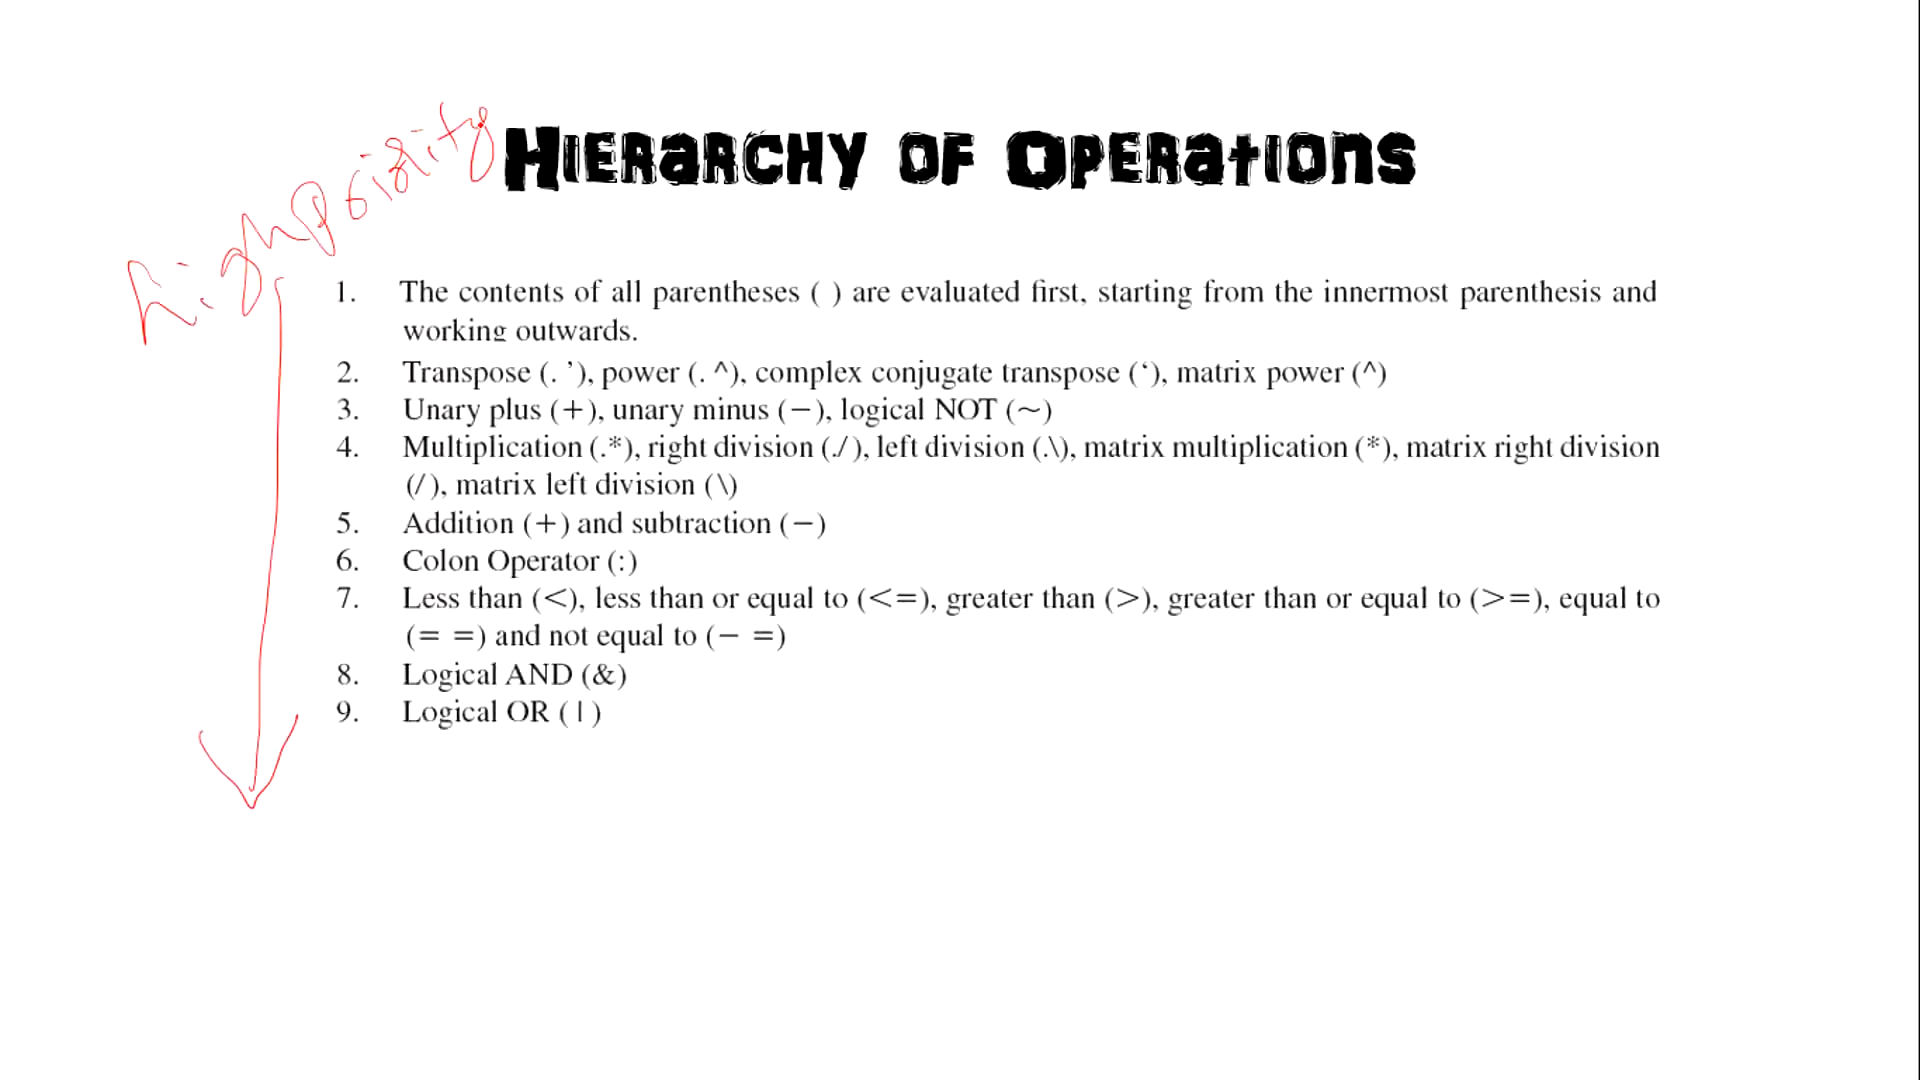 high priority
HIERARCHY OF OPERATIONS
1. The contents of all parentheses ( ) are evaluated first, starting from the innermost parenthesis and
working outwards.
2. Transpose (. ’), power (. ^), complex conjugate transpose (‘), matrix power (^)
3. Unary plus (+), unary minus (−), logical NOT (~)
4. Multiplication (.*), right division (./), left division (.\), matrix multiplication (*), matrix right division
(/), matrix left division (\)
5. Addition (+) and subtraction (−)
6. Colon Operator (:)
7. Less than (<), less than or equal to (<=), greater than (>), greater than or equal to (>=), equal to
(= =) and not equal to (− =)
8. Logical AND (&)
9. Logical OR ( | )